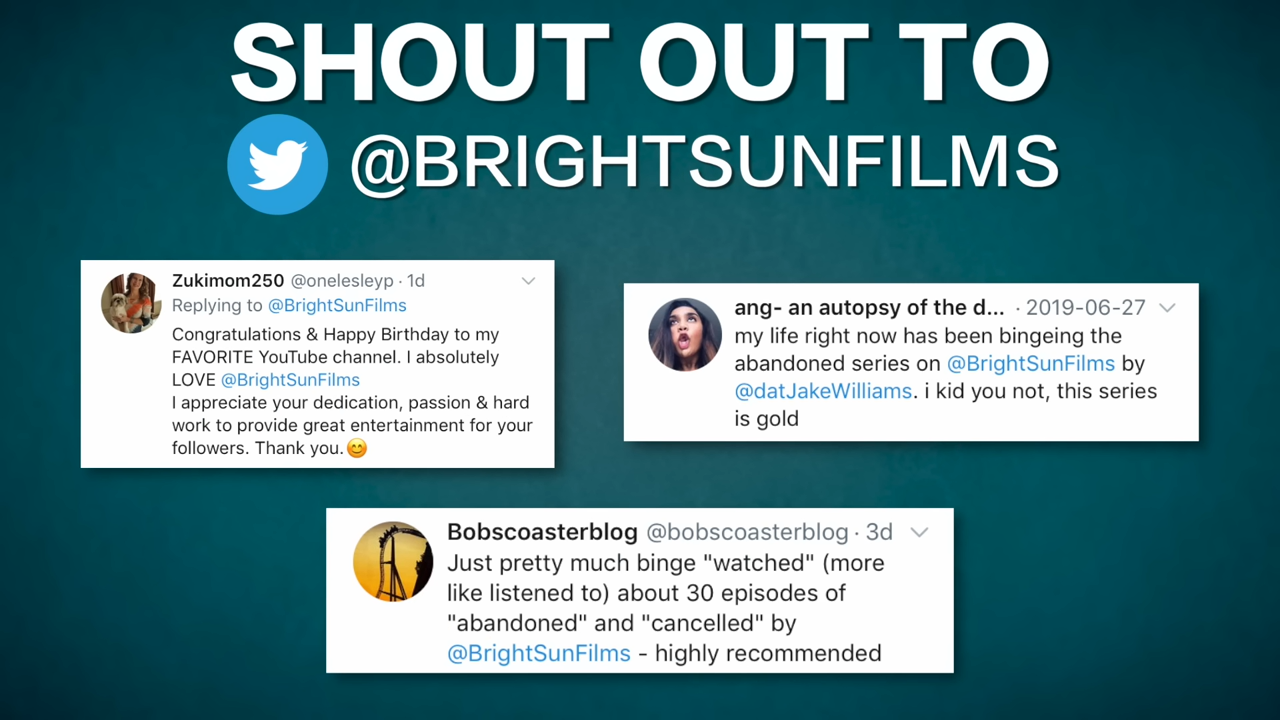 SHOUT OUT TO
@BRIGHTSUNFILMS
Zukimom250 @onelesleyp · 1d
Replying to @BrightSunFilms
Congratulations & Happy Birthday to my
FAVORITE YouTube channel. I absolutely
LOVE @BrightSunFilms
I appreciate your dedication, passion & hard
work to provide great entertainment for your
followers. Thank you.😊
ang- an autopsy of the d... · 2019-06-27
my life right now has been bingeing the
abandoned series on @BrightSunFilms by
@datJakeWilliams. i kid you not, this series
is gold
Bobscoasterblog @bobscoasterblog · 3d
Just pretty much binge "watched" (more
like listened to) about 30 episodes of
"abandoned" and "cancelled" by
@BrightSunFilms - highly recommended